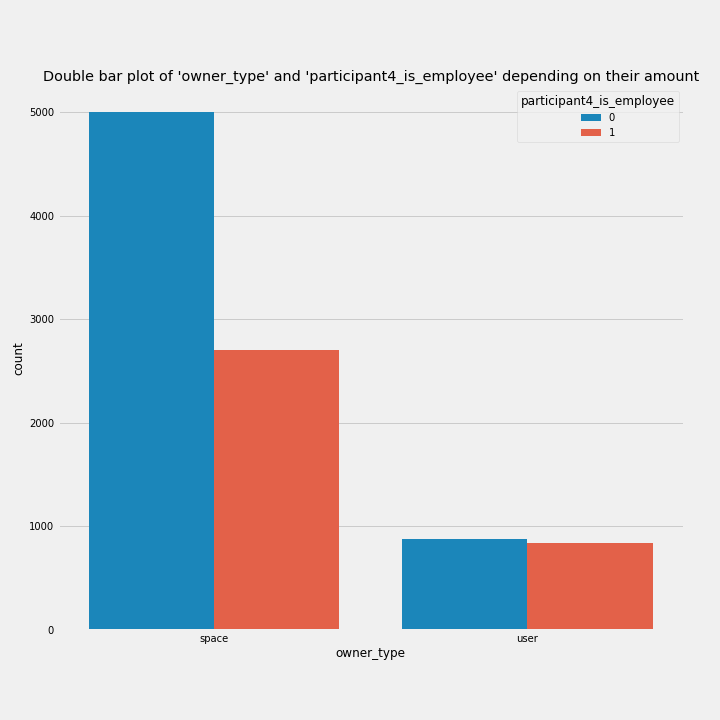 Double bar plot of 'owner_type' and 'participant4_is_employee' depending on their amount
participant4_is_employee
0
1
5000
4000
3000
2000
1000
0
count
space
user
owner_type